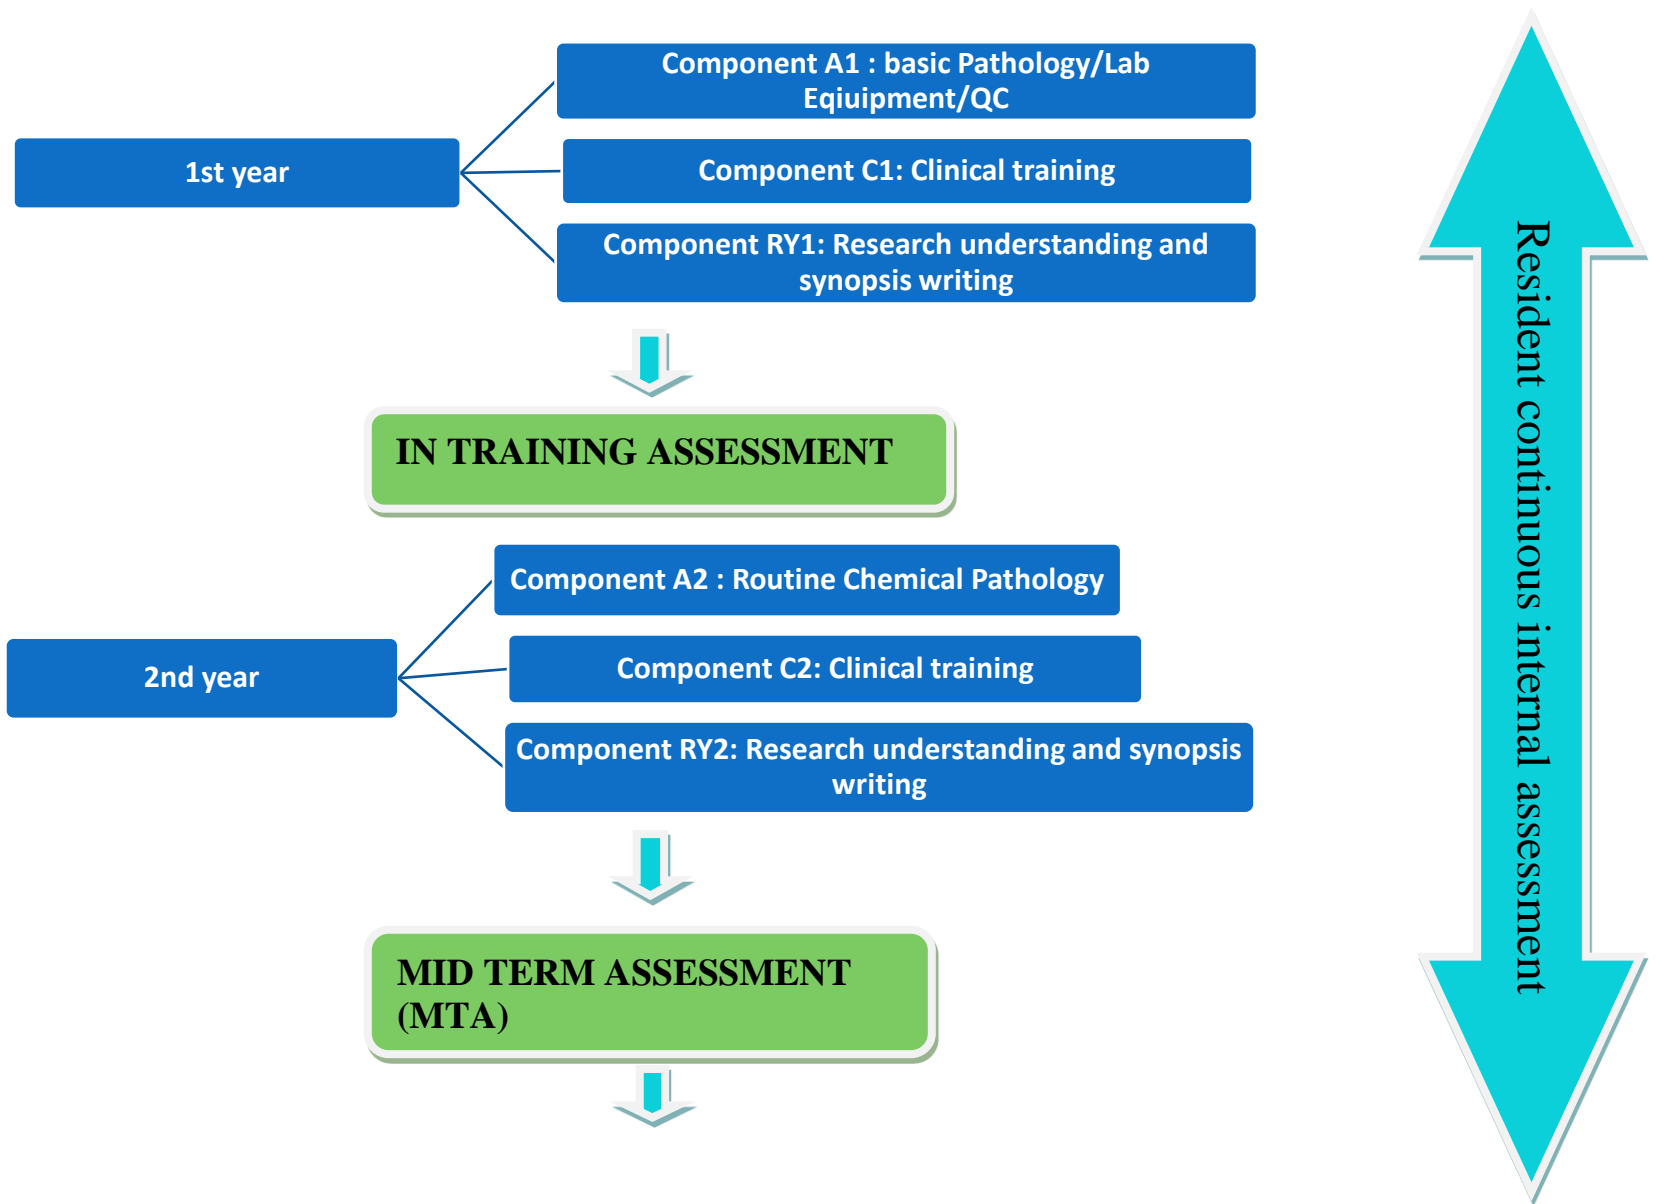 Component A1 : basic Pathology/Lab
Eqiuipment/QC
1st year
Component C1: Clinical training
Component RY1: Research understanding and
synopsis writing
IN TRAINING ASSESSMENT
Component A2 : Routine Chemical Pathology
2nd year
Component C2: Clinical training
Component RY2: Research understanding and synopsis
writing
MID TERM ASSESSMENT
(MTA)
Resident continuous internal assessment